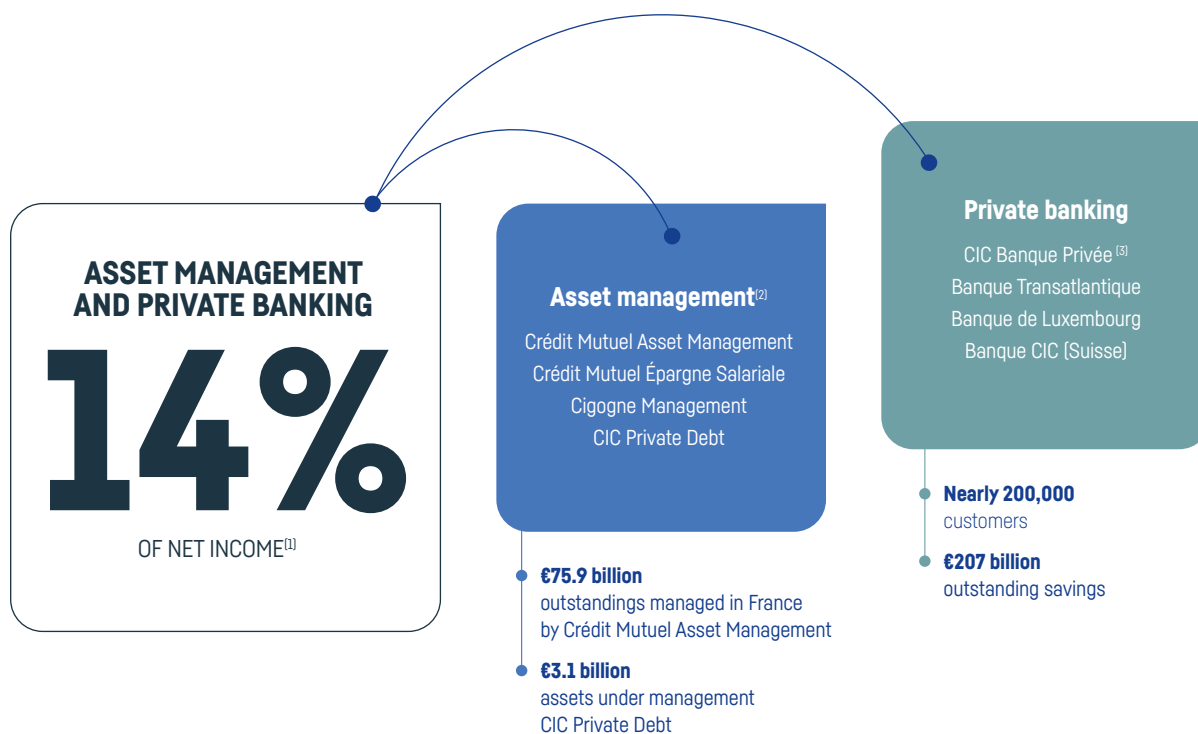 ASSET MANAGEMENT
AND PRIVATE BANKING
14%
OF NET INCOME(1)
Asset management(2)
Crédit Mutuel Asset Management
Crédit Mutuel Épargne Salariale
Cigogne Management
CIC Private Debt
€75.9 billion
outstandings managed in France
by Crédit Mutuel Asset Management
€3.1 billion
assets under management
CIC Private Debt
Private banking
CIC Banque Privée (3)
Banque Transatlantique
Banque de Luxembourg
Banque CIC (Suisse)
Nearly 200,000
customers
€207 billion
outstanding savings